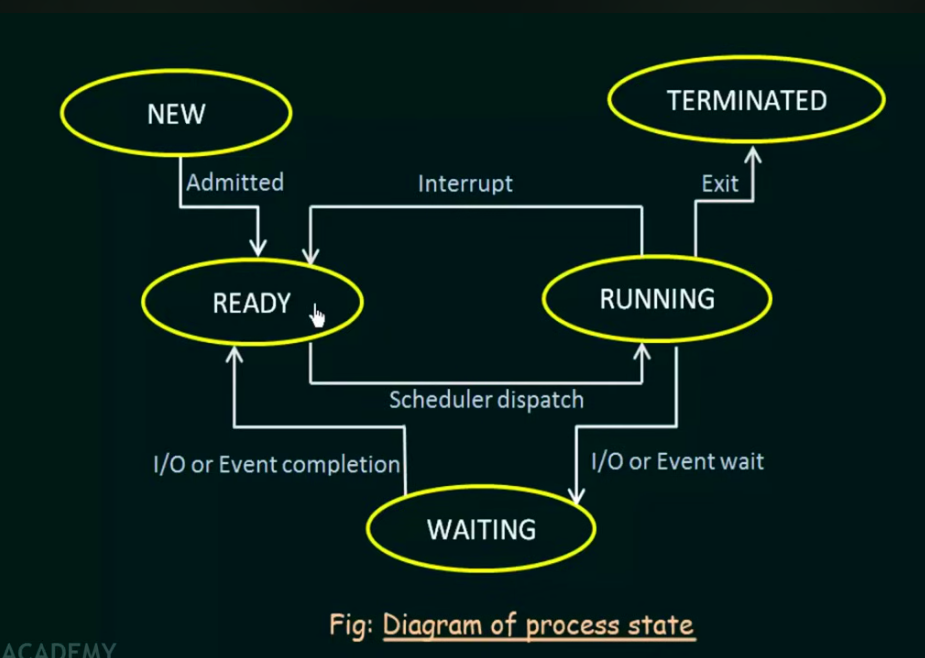 NEW
TERMINATED
Admitted
Interrupt
Exit
READY
RUNNING
Scheduler dispatch
I/O or Event completion
I/O or Event wait
WAITING
Fig: Diagram of process state
ACADEMY